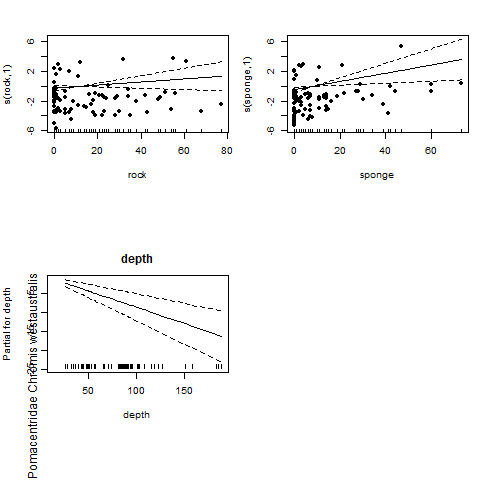 6
2
-2
-6
s(rock,1)
0 20 40 60 80
rock
6
2
-2
-6
s(sponge,1)
0 20 40 60
sponge
depth
Partial for depth
50 100 150
depth
Pomacentridae Chromis westaustralis